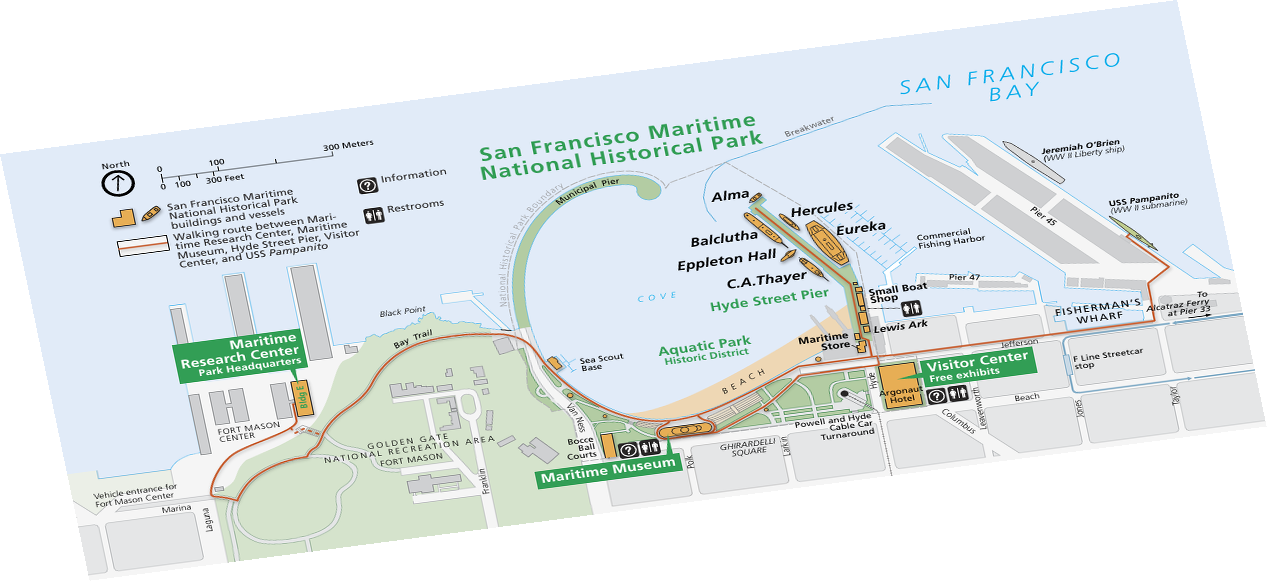 SAN FRANCISCO
BAY
San Francisco Maritime
National Historical Park
Breakwater
North
0
100
300 Meters
0
100
300 Feet
Information
Restrooms
San Francisco Maritime
National Historical Park
buildings and vessels
Walking route between Mari-
time Research Center, Maritime
Museum, Hyde Street Pier, Visitor
Center, and USS Pampanito
National Historical Park Boundary
Municipal Pier
Jeremiah O'Brien
(WW II Liberty ship)
USS Pampanito
(WW II submarine)
Pier 45
Alma
Hercules
Balclutha
Eureka
Eppleton Hall
C.A.Thayer
Hyde Street Pier
Commercial
Fishing Harbor
Pier 47
Small Boat
Shop
Lewis Ark
Maritime
Store
FISHERMAN'S
WHARF
To
Alcatraz Ferry
at Pier 33
COVE
Aquatic Park
Historic District
BEACH
Black Point
Bay Trail
Sea Scout
Base
Maritime
Research Center
Park Headquarters
Bldg E
FORT MASON
CENTER
GOLDEN GATE
NATIONAL RECREATION AREA
FORT MASON
Vehicle entrance for
Fort Mason Center
Marina
Laguna
Franklin
Van Ness
Bocce
Ball
Courts
Maritime Museum
Polk
GHIRARDELLI
SQUARE
Larkin
Powell and Hyde
Cable Car
Turnaround
Hyde
Visitor Center
Free exhibits
Argonaut
Hotel
Jefferson
F Line Streetcar
stop
Beach
Columbus
Leavenworth
Jones
Taylor